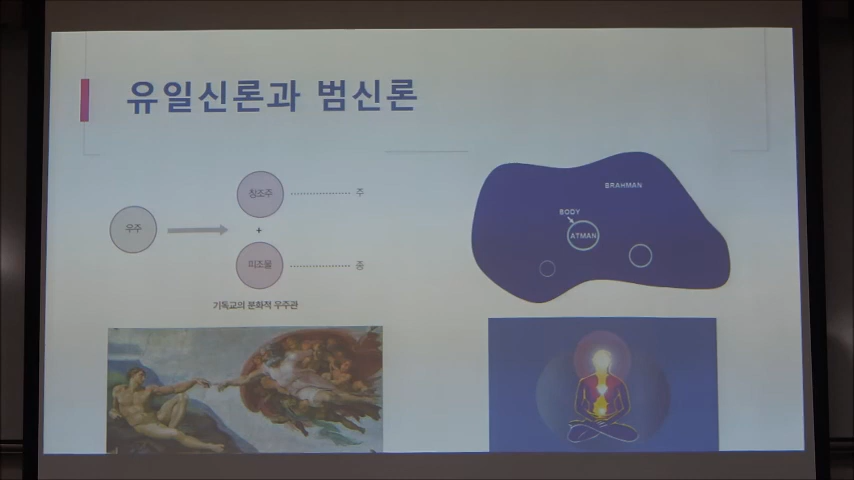 유일신론과 범신론
창조주
주
우주
+
피조물
종
기독교의 문화적 우주관
BRAHMAN
BODY
ATMAN